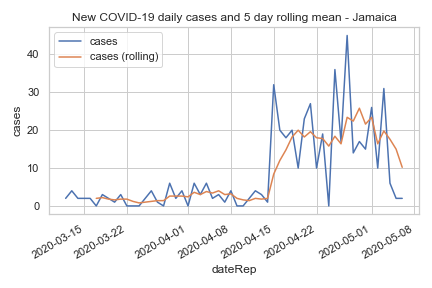 New COVID-19 daily cases and 5 day rolling mean - Jamaica
cases
cases (rolling)
40
30
20
10
0
cases
2020-03-15
2020-03-22
2020-04-01
2020-04-08
2020-04-15
2020-04-22
2020-05-01
2020-05-08
dateRep